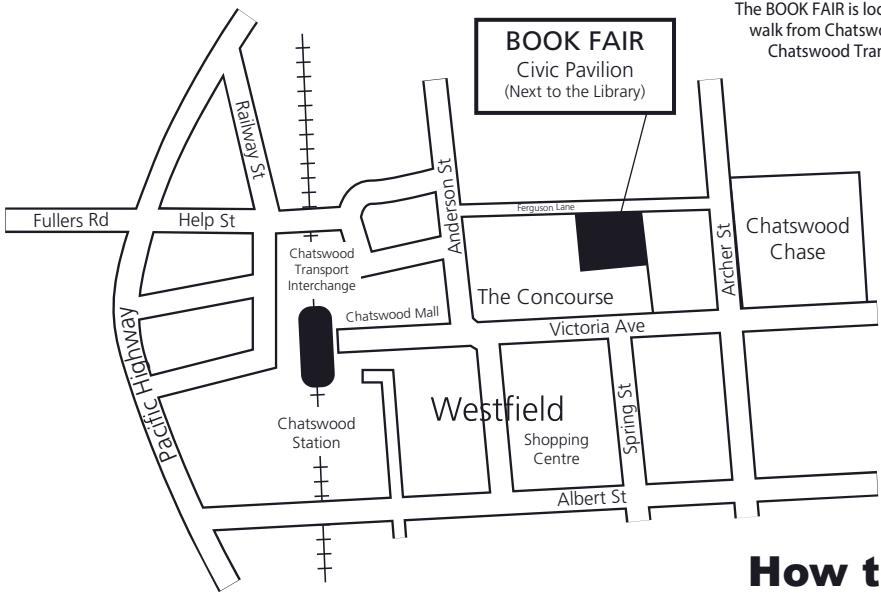 The BOOK FAIR is loc
walk from Chatswo
Chatswood Tran
BOOK FAIR
Civic Pavilion
(Next to the Library)
Railway St
Anderson St
Ferguson Lane
Fullers Rd
Help St
Archer St
Chatswood
Chase
Chatswood
Transport
Interchange
The Concourse
Chatswood Mall
Victoria Ave
Pacific Highway
Westfield
Shopping
Centre
Spring St
Chatswood
Station
Albert St
How t